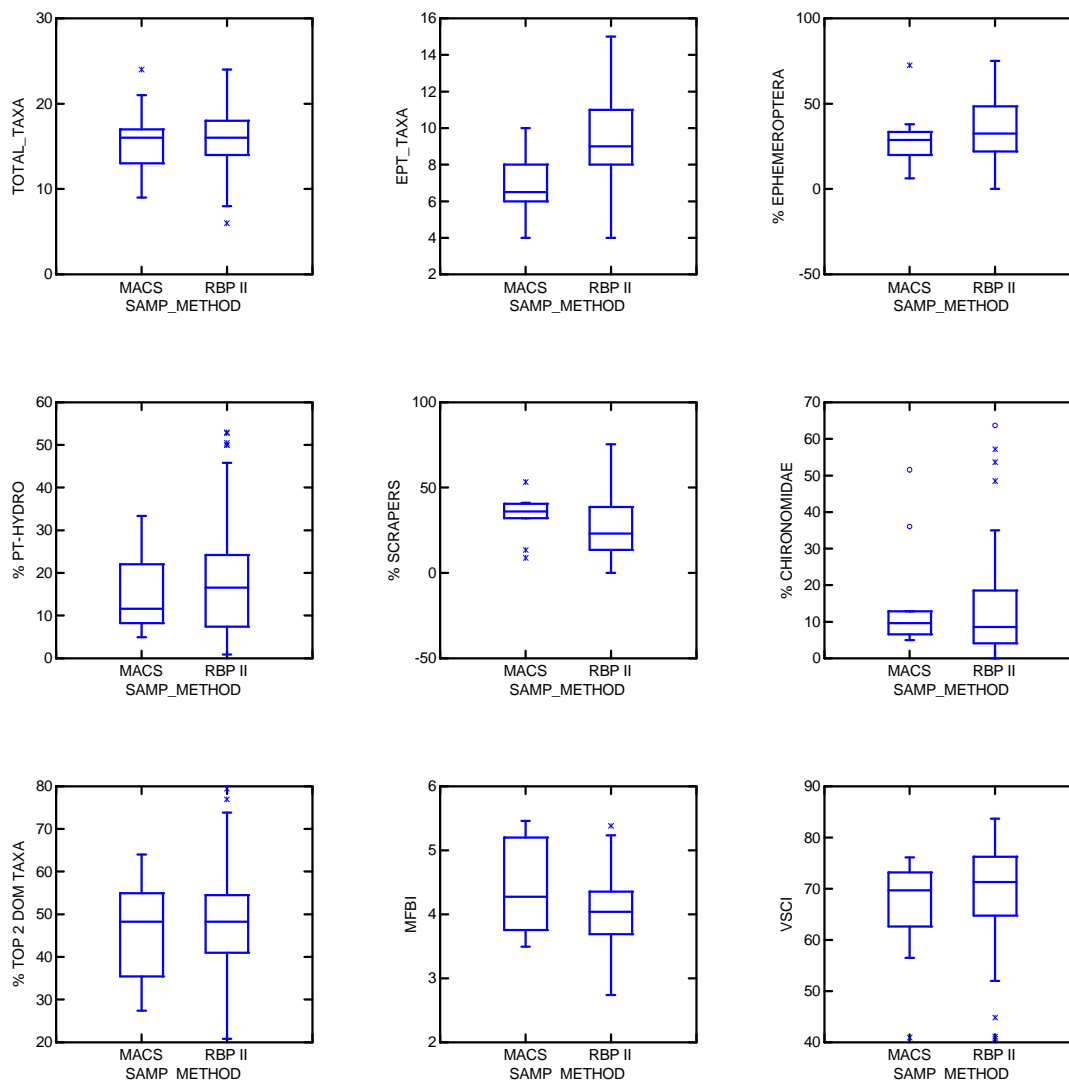 30
20
10
0
TOTAL_TAXA
MACS RBP II
SAMP_METHOD
16
14
12
10
8
6
4
2
EPT_TAXA
MACS RBP II
SAMP_METHOD
100
50
0
-50
% EPHEMEROPTERA
MACS RBP II
SAMP_METHOD
60
50
40
30
20
10
0
% PT-HYDRO
MACS RBP II
SAMP_METHOD
100
50
0
-50
% SCRAPERS
MACS RBP II
SAMP_METHOD
70
60
50
40
30
20
10
0
% CHIRONOMIDAE
MACS RBP II
SAMP_METHOD
80
70
60
50
40
30
20
% TOP 2 DOM TAXA
MACS RBP II
SAMP_METHOD
6
5
4
3
2
MFBI
MACS RBP II
SAMP_METHOD
90
80
70
60
50
40
VSCI
MACS RBP II
SAMP_METHOD